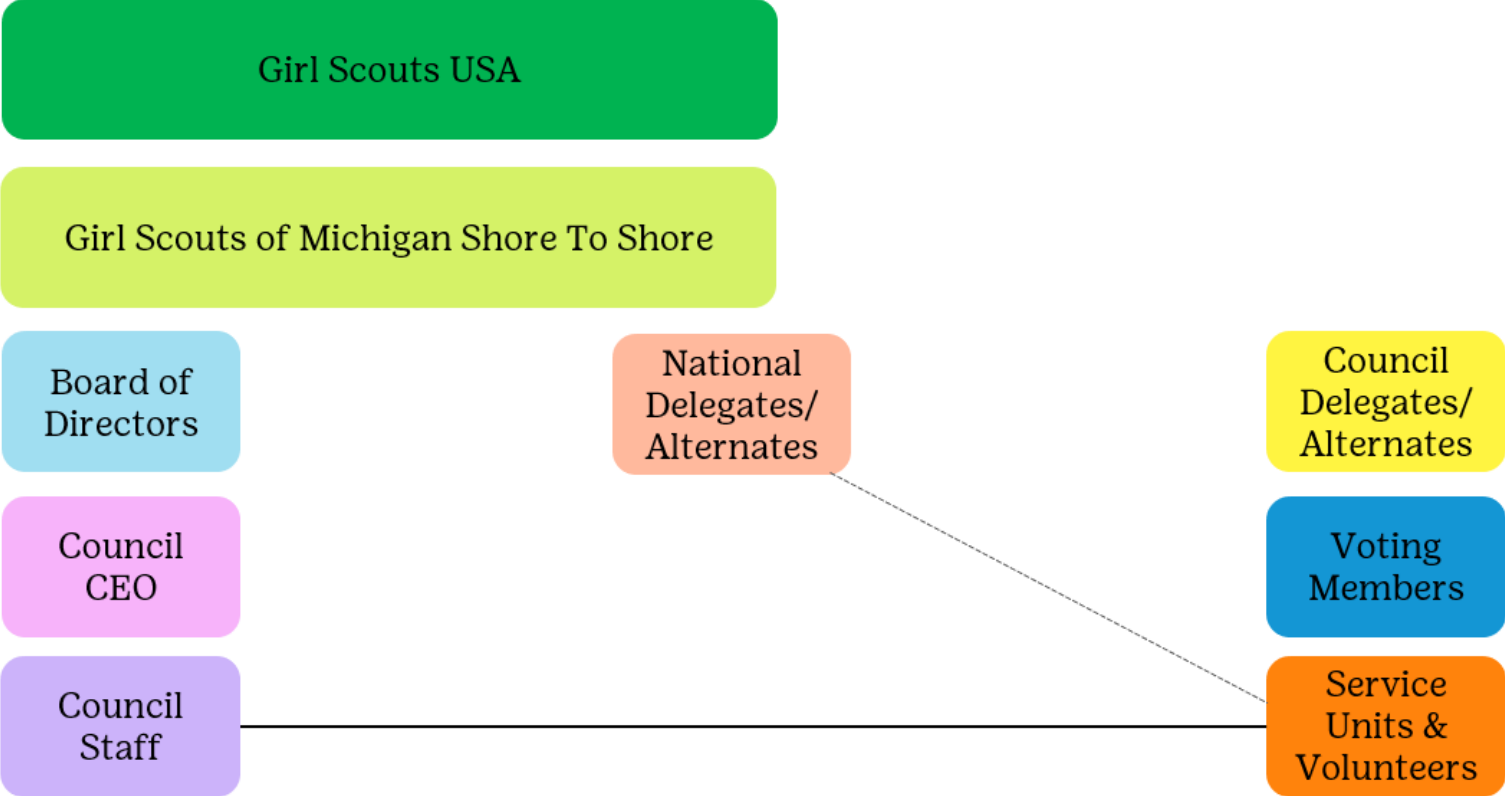 Girl Scouts USA
Girl Scouts of Michigan Shore To Shore
Board of
Directors
National
Delegates/
Alternates
Council
Delegates/
Alternates
Council
CEO
Voting
Members
Council
Staff
Service
Units &
Volunteers